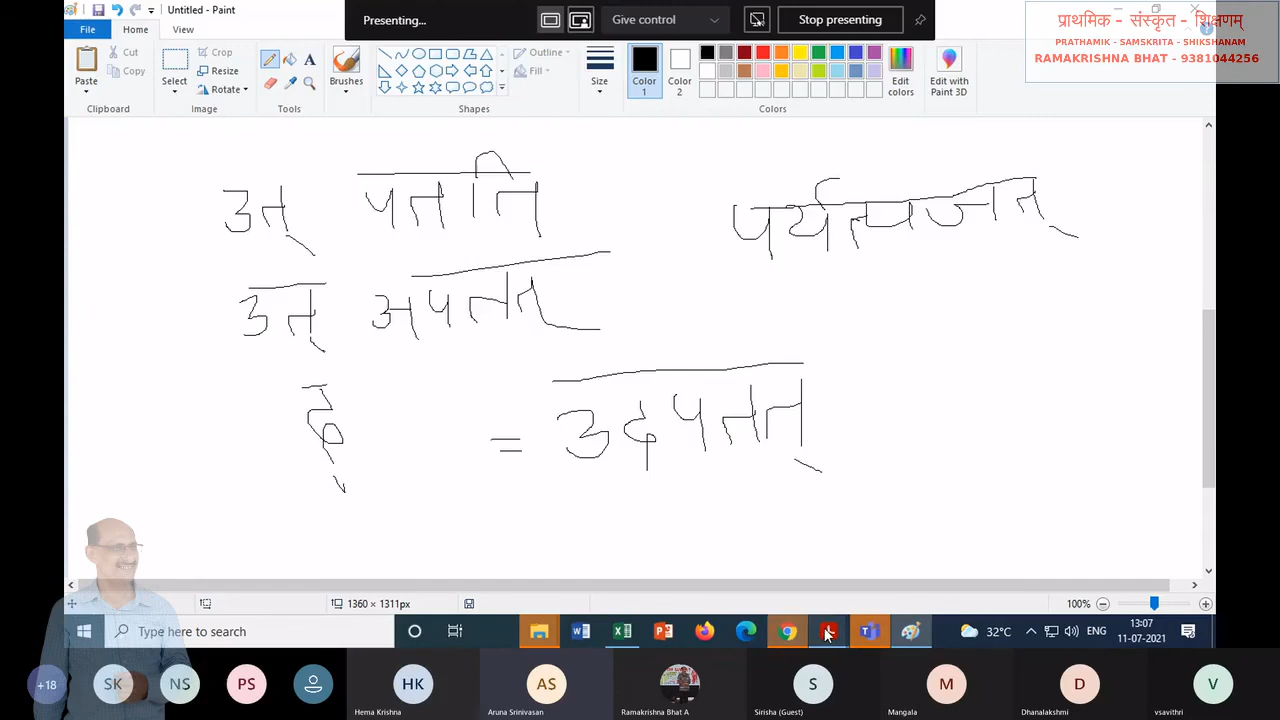 Untitled - Paint
Presenting...
Give control
Stop presenting
प्राथमिक - संस्कृत - शिक्षणम्
PRATHAMIK - SAMSKRITA - SHIKSHANAM
RAMAKRISHNA BHAT - 9381044256
File
Home
View
Paste
Cut
Copy
Clipboard
Select
Crop
Resize
Rotate
Image
Tools
Brushes
Shapes
Outline
Fill
Size
Color 1
Color 2
Colors
Edit colors
Edit with Paint 3D
उत् पतति
पर्यत्यजत्
उत् अपतत्
द्
= उदपतत्
1360 × 1311px
100%
Type here to search
32°C
ENG
13:07
11-07-2021
+18
SK
NS
PS
HK
AS
S
M
D
V
Hema Krishna
Aruna Srinivasan
Ramakrishna Bhat A
Sirisha (Guest)
Mangala
Dhanalakshmi
vsavithri